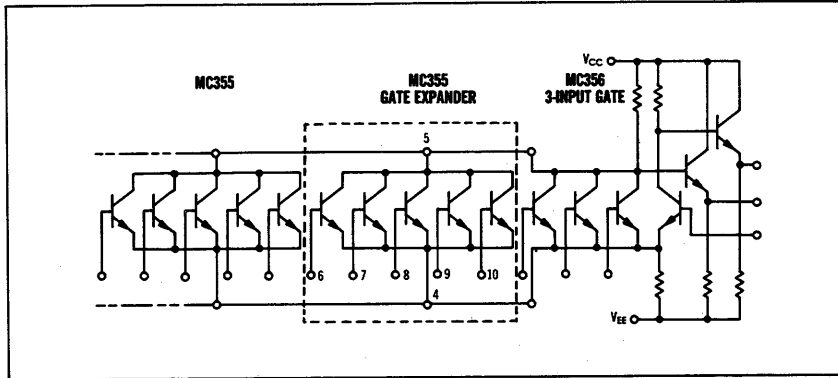 MC355
MC355
GATE EXPANDER
MC356
3-INPUT GATE
VCC
5
6
7
8
9
10
4
VEE